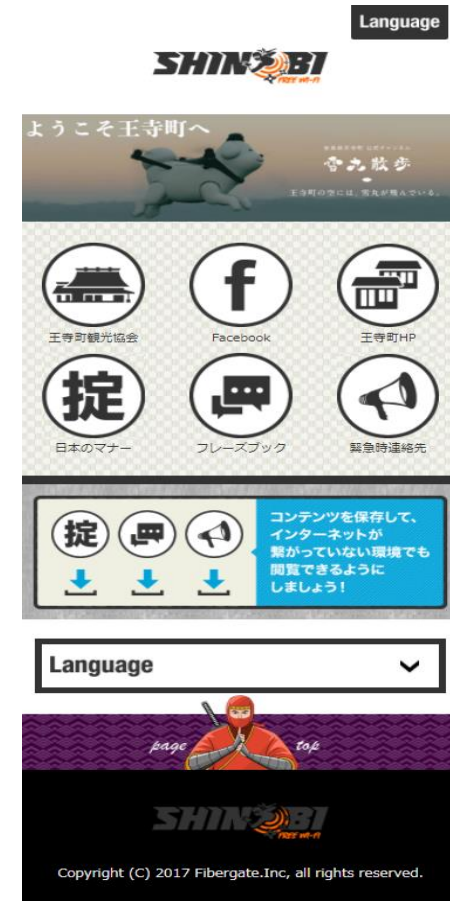 Language
SHINOBI
FREE Wi-Fi
ようこそ王寺町へ
雪丸散歩
王寺町の空には、雪丸が飛んでいる。
王寺町観光協会
Facebook
王寺町HP
掟
日本のマナー
フレーズブック
緊急時連絡先
掟
コンテンツを保存して、
インターネットが
繋がっていない環境でも
閲覧できるように
しましょう!
Language
page top
SHINOBI
FREE Wi-Fi
Copyright (C) 2017 Fibergate.Inc, all rights reserved.